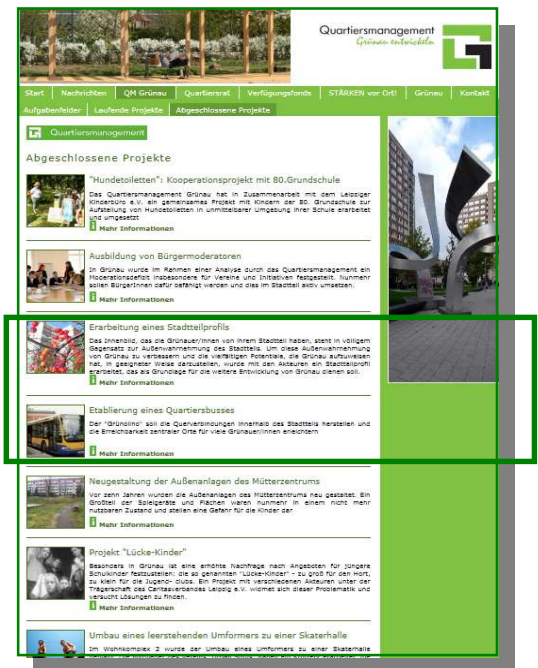 Quartiersmanagement
Grünau entwickeln
Start Nachrichten QM Grünau Quartiersrat Verfügungsfonds STÄRKEN vor Ort! Grünau Kontakt
Aufgabenfelder Laufende Projekte Abgeschlossene Projekte
Quartiersmanagement
Abgeschlossene Projekte
"Hundetoiletten": Kooperationsprojekt mit 80.Grundschule
Das Quartiersmanagement Grünau hat in Zusammenarbeit mit dem Leipziger
Kinderbüro e.V. ein gemeinsames Projekt mit Kindern der 80. Grundschule zur
Aufstellung von Hundetoiletten in unmittelbarer Umgebung ihrer Schule erarbeitet
und umgesetzt
Mehr Informationen
Ausbildung von Bürgermoderatoren
In Grünau wurde im Rahmen einer Analyse durch das Quartiersmanagement ein
Moderationsdefizit insbesondere für Vereine und Initiativen festgestellt. Nunmehr
sollen BürgerInnen dafür befähigt werden und dies im Stadtteil aktiv umsetzen.
Mehr Informationen
Erarbeitung eines Stadtteilprofils
Das Innenbild, das die Grünauer/innen von ihrem Stadtteil haben, steht in völligem
Gegensatz zur Außenwahrnehmung des Stadtteils. Um diese Außenwahrnehmung
von Grünau zu verbessern und die vielfältigen Potentiale, die Grünau aufzuweisen
hat, in geeigneter Weise darzustellen, wurde mit den Akteuren ein Stadtteilprofil
erarbeitet, das als Grundlage für die weitere Entwicklung von Grünau dienen soll.
Mehr Informationen
Etablierung eines Quartiersbusses
Der "Grünolino" soll die Querverbindungen innerhalb des Stadtteils herstellen und
die Erreichbarkeit zentraler Orte für viele Grünauer/innen erleichtern
Mehr Informationen
Neugestaltung der Außenanlagen des Mütterzentrums
Vor zehn Jahren wurden die Außenanlagen des Mütterzentrums neu gestaltet. Ein
Großteil der Spielgeräte und Flächen waren nunmehr in einem nicht mehr
nutzbaren Zustand und stellen eine Gefahr für die Kinder dar
Mehr Informationen
Projekt "Lücke-Kinder"
Besonders in Grünau ist eine erhöhte Nachfrage nach Angeboten für jüngere
Schulkinder festzustellen: die so genannten "Lücke-Kinder" - zu groß für den Hort,
zu klein für die Jugend- clubs. Ein Projekt mit verschiedenen Akteuren unter der
Trägerschaft des Caritasverbandes Leipzig e.V. widmet sich dieser Problematik und
versucht Lösungen zu finden.
Mehr Informationen
Umbau eines leerstehenden Umformers zu einer Skaterhalle
Im Wohnkomplex 2 wurde der Umbau eines Umformers zu einer Skaterhalle